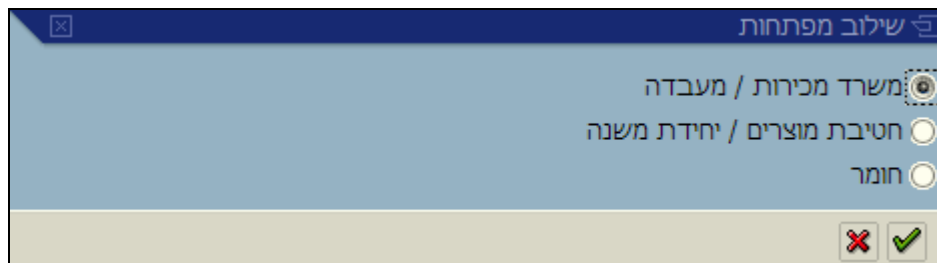 שילוב מפתחות
משרד מכירות / מעבדה
חטיבת מוצרים / יחידת משנה
חומר